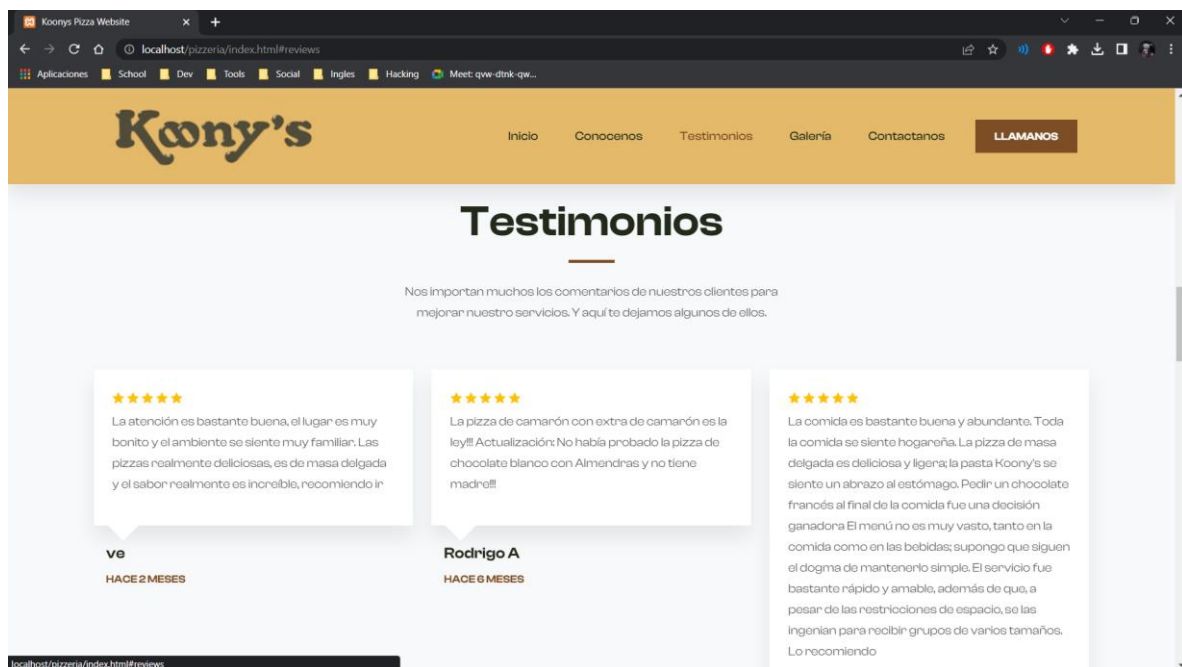 Koonys Pizza Website
localhost/pizzeria/index.html#reviews
Aplicaciones School Dev Tools Social Ingles Hacking Meet: qvw-dtnk-qw...
Koony's
Inicio Conocenos Testimonios Galería Contactanos LLAMANOS
Testimonios
Nos importan muchos los comentarios de nuestros clientes para
mejorar nuestro servicios. Y aquí te dejamos algunos de ellos.
La atención es bastante buena, el lugar es muy
bonito y el ambiente se siente muy familiar. Las
pizzas realmente deliciosas, es de masa delgada
y el sabor realmente es increíble, recomiendo ir
ve
HACE 2 MESES
La pizza de camarón con extra de camarón es la
ley!!! Actualización: No había probado la pizza de
chocolate blanco con Almendras y no tiene
madre!!!
Rodrigo A
HACE 6 MESES
La comida es bastante buena y abundante. Toda
la comida se siente hogareña. La pizza de masa
delgada es deliciosa y ligera; la pasta Koony's se
siente un abrazo al estómago. Pedir un chocolate
francés al final de la comida fue una decisión
ganadora El menú no es muy vasto, tanto en la
comida como en las bebidas; supongo que siguen
el dogma de mantenerlo simple. El servicio fue
bastante rápido y amable, además de que, a
pesar de las restricciones de espacio, se las
ingenian para recibir grupos de varios tamaños.
Lo recomiendo
localhost/pizzeria/index.html#reviews